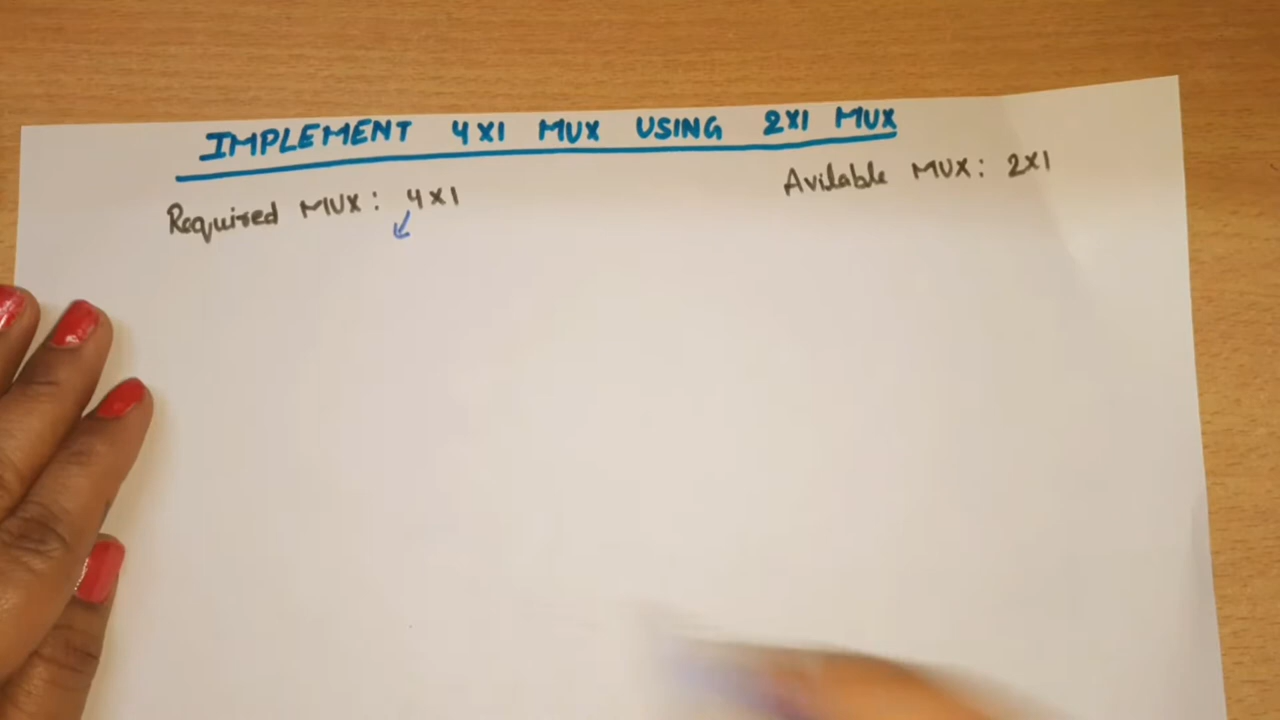 IMPLEMENT 4X1 MUX USING 2X1 MUX
Required MUX: 4X1
Avilable MUX: 2X1